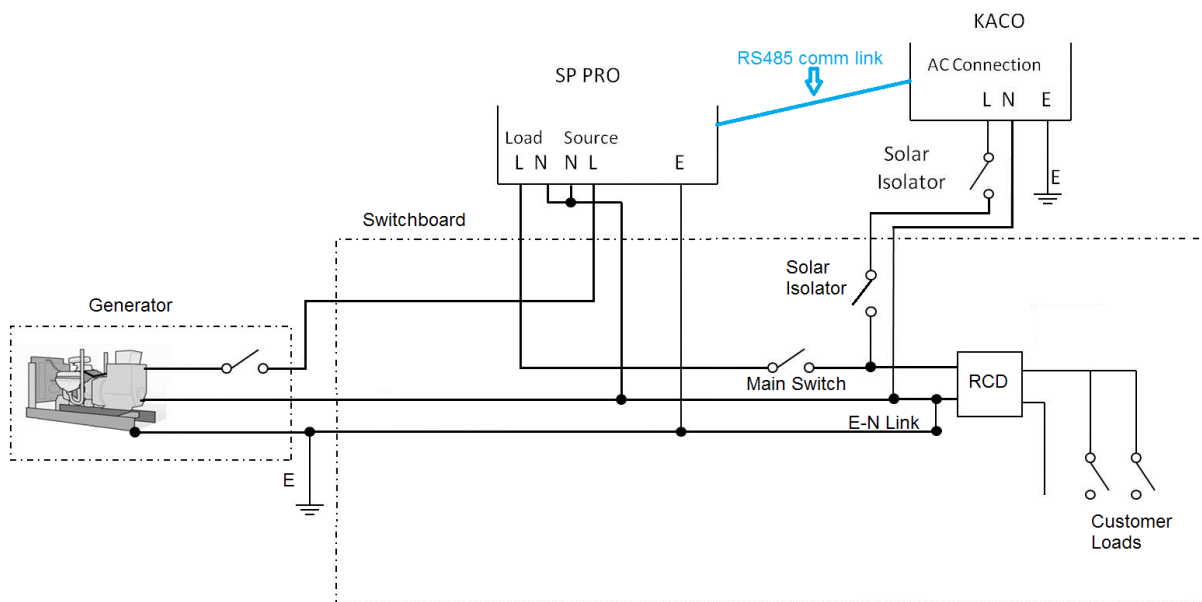 KACO
RS485 comm link
AC Connection
SP PRO
L N E
Load Source
L N N L E
Solar
Isolator
E
Switchboard
Solar
Isolator
Generator
Main Switch
RCD
E-N Link
E
Customer
Loads